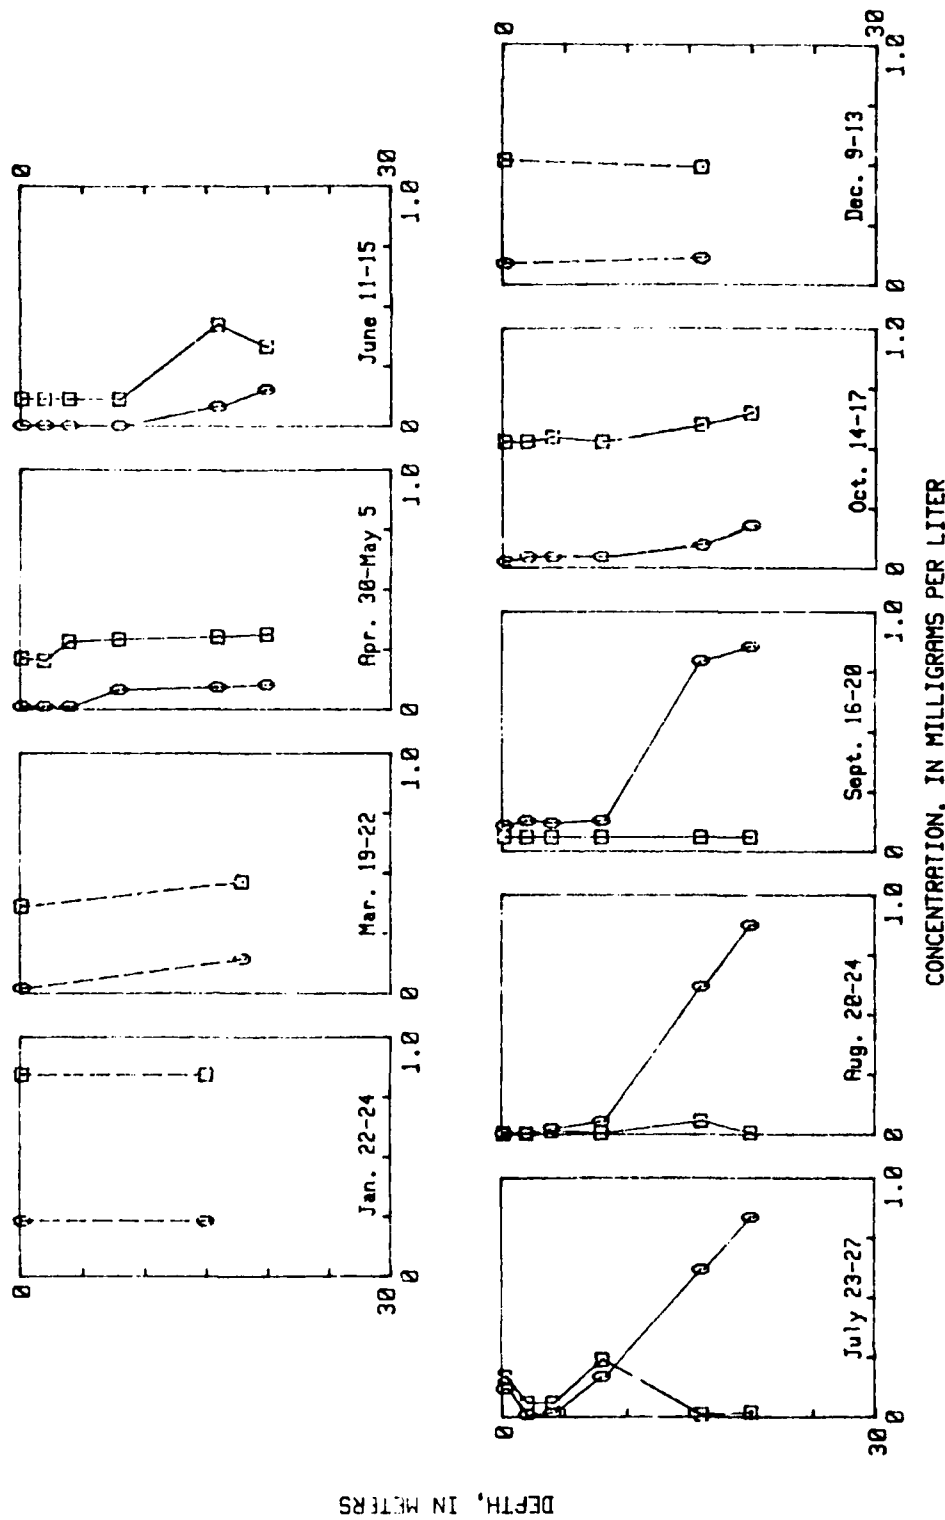 DEPTH, IN METERS
0
30
Jan. 22-24
0
1.0
Mar. 19-22
0
1.0
Apr. 30-May 5
0
1.0
June 11-15
0
1.0
0
30
0
30
July 23-27
0
1.0
Aug. 20-24
0
1.0
Sept. 16-20
0
1.0
Oct. 14-17
0
1.0
Dec. 9-13
0
1.0
0
30
CONCENTRATION, IN MILLIGRAMS PER LITER